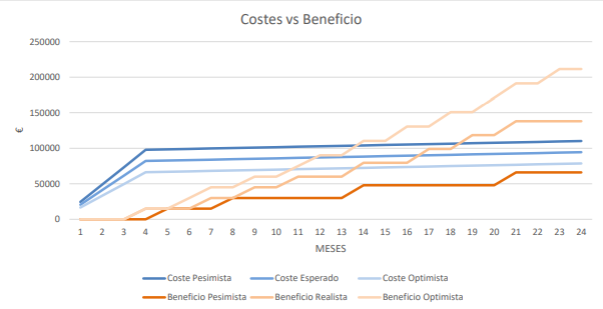 Costes vs Beneficio
250000
200000
150000
100000
50000
0
€
1 2 3 4 5 6 7 8 9 10 11 12 13 14 15 16 17 18 19 20 21 22 23 24
MESES
Coste Pesimista Coste Esperado Coste Optimista
Beneficio Pesimista Beneficio Realista Beneficio Optimista